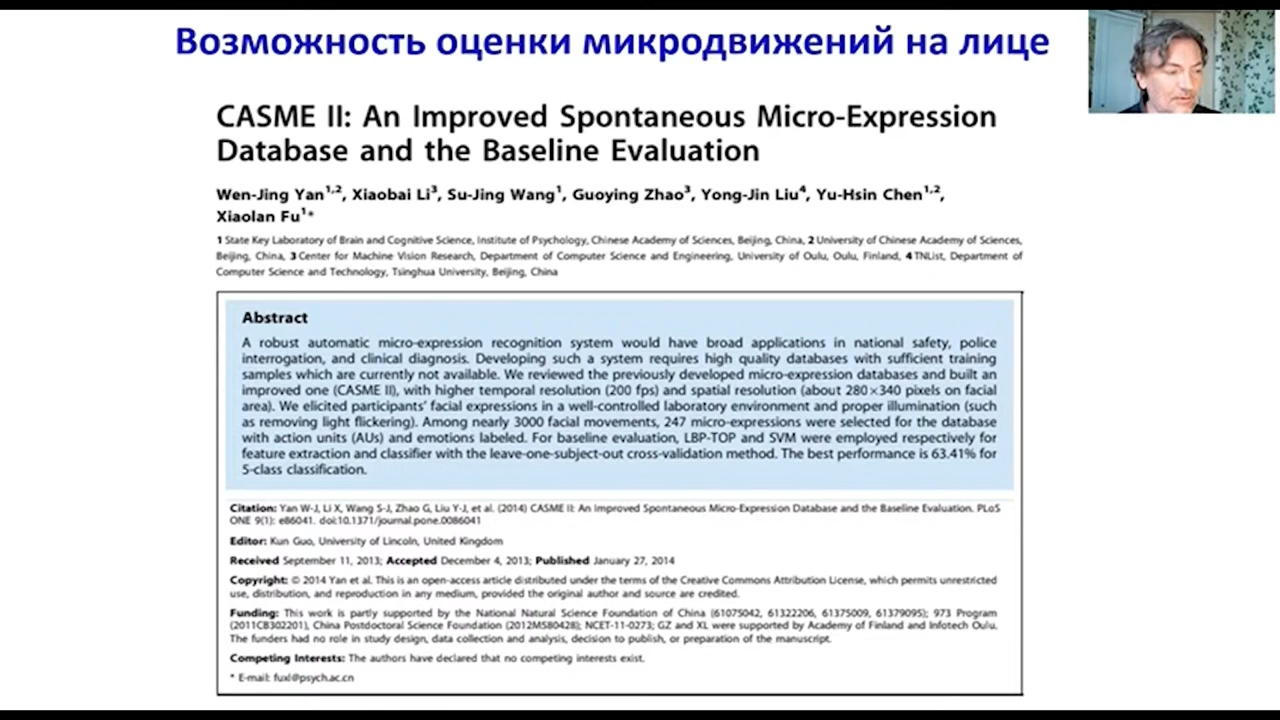 Возможность оценки микродвижений на лице
CASME II: An Improved Spontaneous Micro-Expression
Database and the Baseline Evaluation
Wen-Jing Yan1,2, Xiaobai Li3, Su-Jing Wang1, Guoying Zhao3, Yong-Jin Liu4, Yu-Hsin Chen1,2,
Xiaolan Fu1*
1 State Key Laboratory of Brain and Cognitive Science, Institute of Psychology, Chinese Academy of Sciences, Beijing, China, 2 University of Chinese Academy of Sciences,
Beijing, China, 3 Center for Machine Vision Research, Department of Computer Science and Engineering, University of Oulu, Oulu, Finland, 4 TNList, Department of
Computer Science and Technology, Tsinghua University, Beijing, China
Abstract
A robust automatic micro-expression recognition system would have broad applications in national safety, police
interrogation, and clinical diagnosis. Developing such a system requires high quality databases with sufficient training
samples which are currently not available. We reviewed the previously developed micro-expression databases and built an
improved one (CASME II), with higher temporal resolution (200 fps) and spatial resolution (about 280×340 pixels on facial
area). We elicited participants' facial expressions in a well-controlled laboratory environment and proper illumination (such
as removing light flickering). Among nearly 3000 facial movements, 247 micro-expressions were selected for the database
with action units (AUs) and emotions labeled. For baseline evaluation, LBP-TOP and SVM were employed respectively for
feature extraction and classifier with the leave-one-subject-out cross-validation method. The best performance is 63.41% for
5-class classification.
Citation: Yan W-J, Li X, Wang S-J, Zhao G, Liu Y-J, et al. (2014) CASME II: An Improved Spontaneous Micro-Expression Database and the Baseline Evaluation. PLoS
ONE 9(1): e86041. doi:10.1371/journal.pone.0086041
Editor: Kun Guo, University of Lincoln, United Kingdom
Received September 11, 2013; Accepted December 4, 2013; Published January 27, 2014
Copyright: © 2014 Yan et al. This is an open-access article distributed under the terms of the Creative Commons Attribution License, which permits unrestricted
use, distribution, and reproduction in any medium, provided the original author and source are credited.
Funding: This work is partly supported by the National Natural Science Foundation of China (61075042, 61322206, 61375009, 61379095); 973 Program
(2011CB302201), China Postdoctoral Science Foundation (2012M580428); NCET-11-0273; GZ and XL were supported by Academy of Finland and Infotech Oulu.
The funders had no role in study design, data collection and analysis, decision to publish, or preparation of the manuscript.
Competing Interests: The authors have declared that no competing interests exist.
* E-mail: fuxl@psych.ac.cn